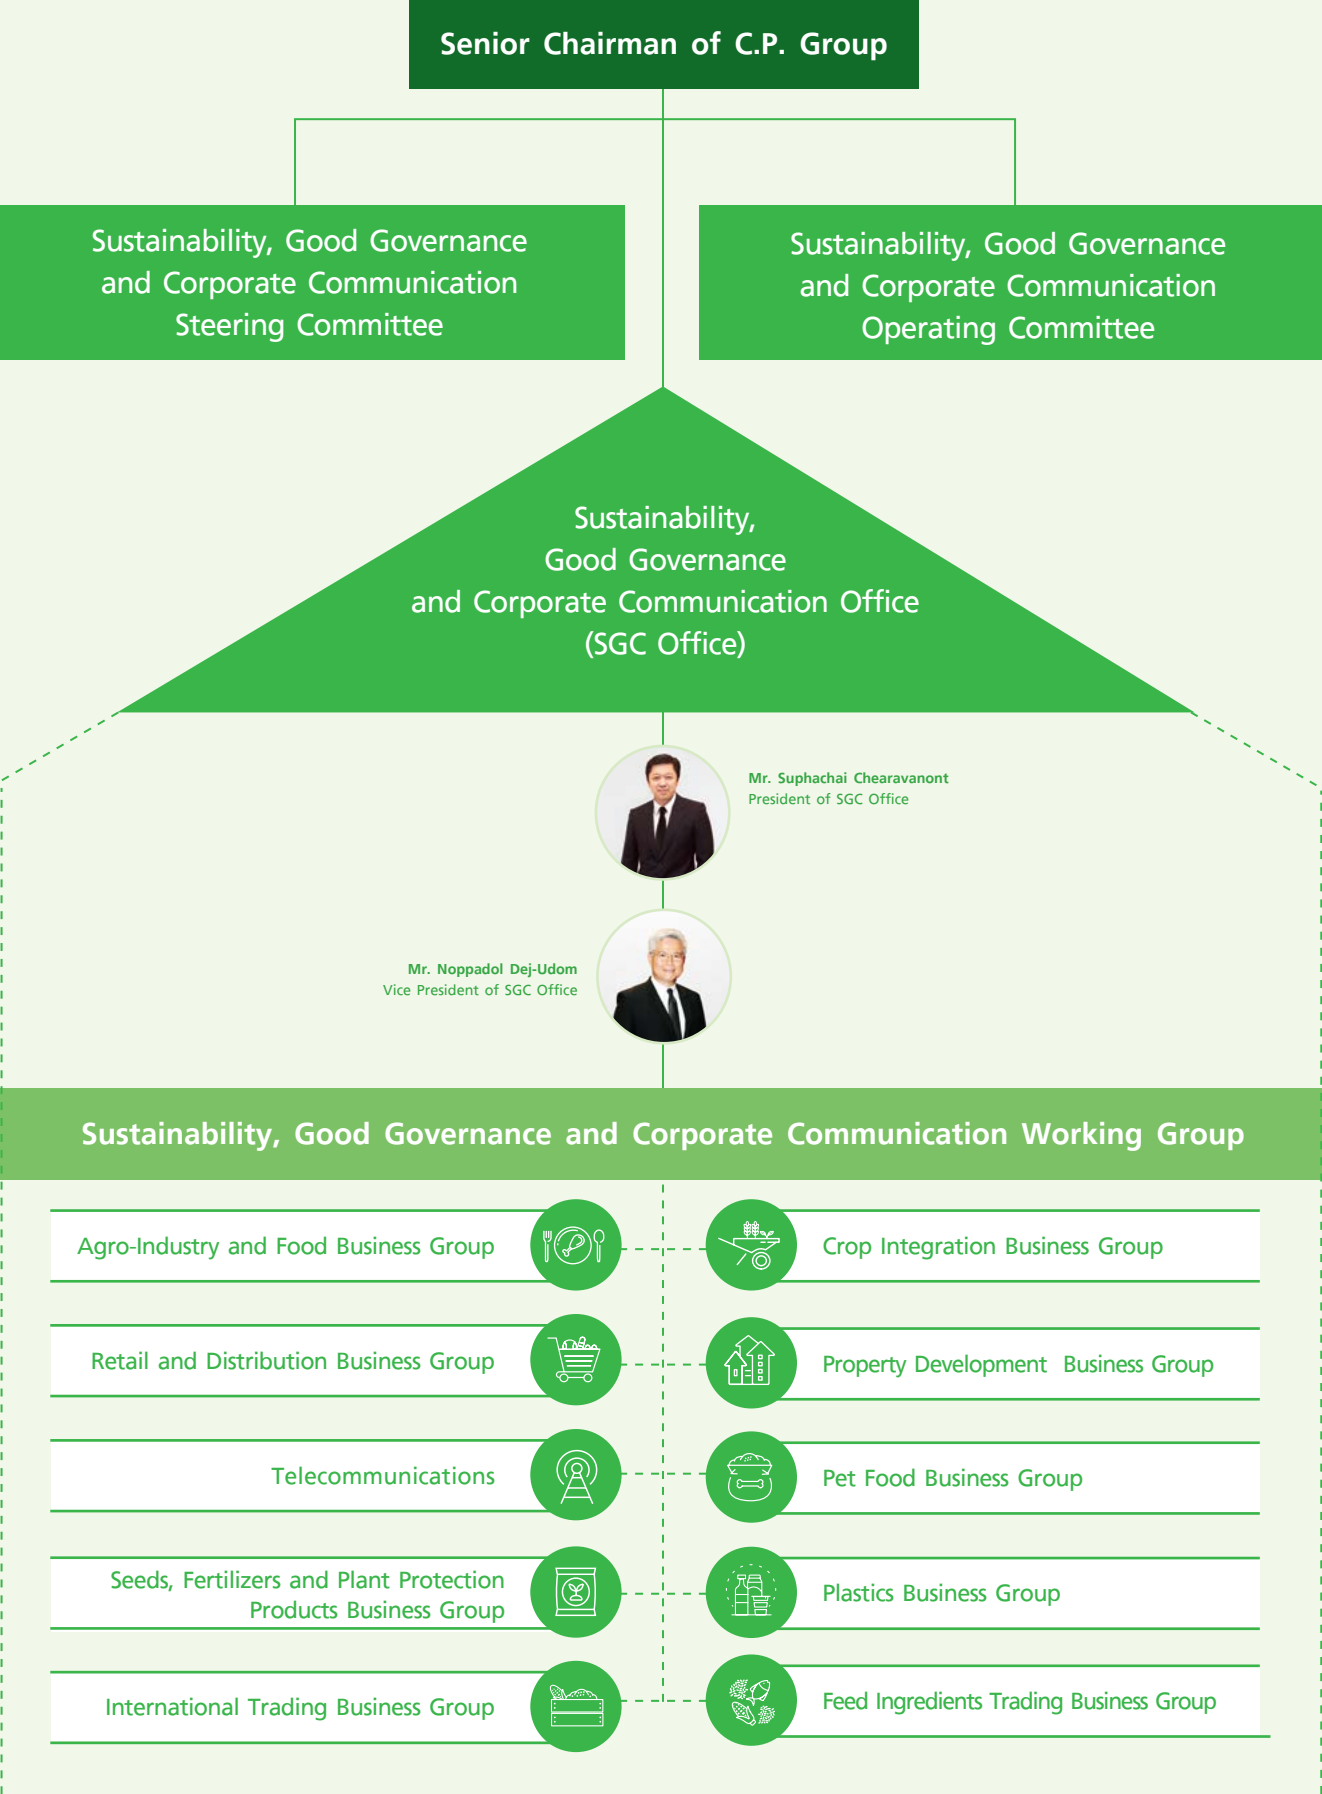 Senior Chairman of C.P. Group
Sustainability, Good Governance
and Corporate Communication
Steering Committee
Sustainability, Good Governance
and Corporate Communication
Operating Committee
Sustainability,
Good Governance
and Corporate Communication Office
(SGC Office)
Mr. Suphachai Chearavanont
President of SGC Office
Mr. Noppadol Dej-Udom
Vice President of SGC Office
Sustainability, Good Governance and Corporate Communication Working Group
Agro-Industry and Food Business Group
Crop Integration Business Group
Retail and Distribution Business Group
Property Development Business Group
Telecommunications
Pet Food Business Group
Seeds, Fertilizers and Plant Protection
Products Business Group
Plastics Business Group
International Trading Business Group
Feed Ingredients Trading Business Group